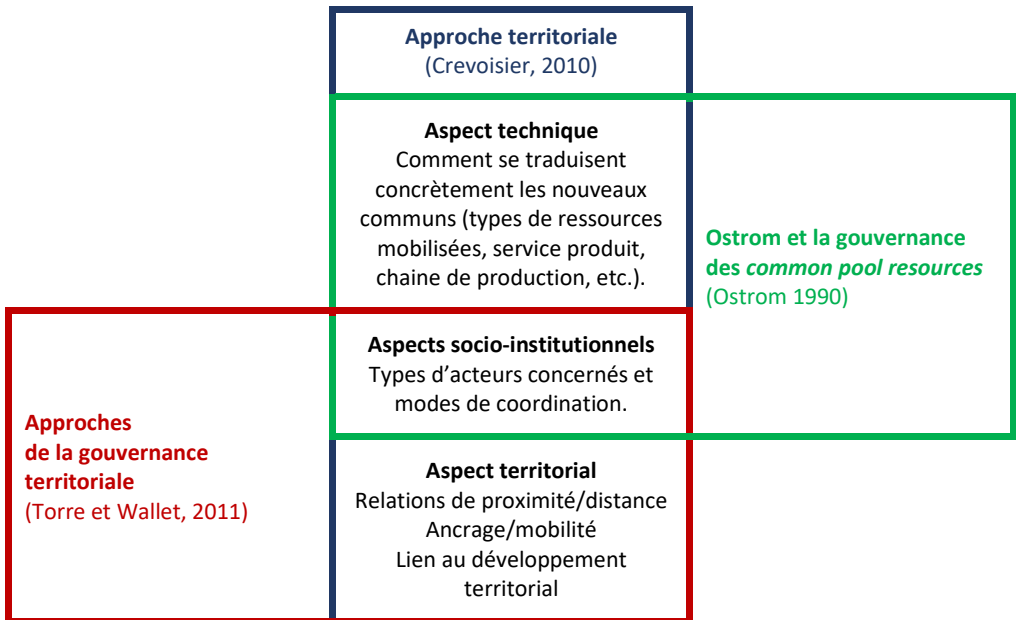 Approche territoriale
(Crevoisier, 2010)
Aspect technique
Comment se traduisent
concrètement les nouveaux
communs (types de ressources
mobilisées, service produit,
chaine de production, etc.).
Ostrom et la gouvernance
des common pool resources
(Ostrom 1990)
Aspects socio-institutionnels
Types d’acteurs concernés et
modes de coordination.
Approches
de la gouvernance
territoriale
(Torre et Wallet, 2011)
Aspect territorial
Relations de proximité/distance
Ancrage/mobilité
Lien au développement
territorial